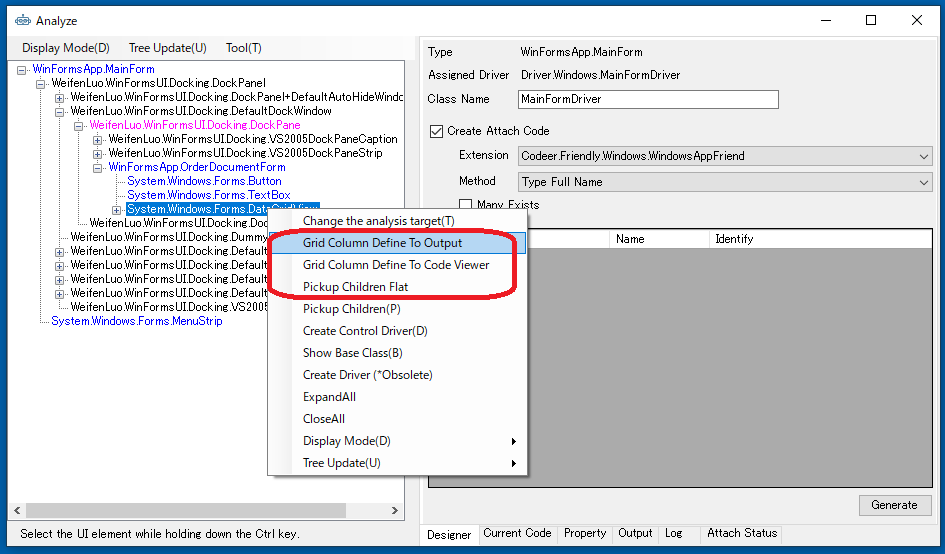 Analyze
Display Mode(D) Tree Update(U) Tool(T)
WinFormsApp.MainForm
WeifenLuo.WinFormsUI.Docking.DockPanel
WeifenLuo.WinFormsUI.Docking.DockPanel+DefaultAutoHideWindo
WeifenLuo.WinFormsUI.Docking.DefaultDockWindow
WeifenLuo.WinFormsUI.Docking.DockPane
WeifenLuo.WinFormsUI.Docking.VS2005DockPaneCaption
WeifenLuo.WinFormsUI.Docking.VS2005DockPaneStrip
WinFormsApp.OrderDocumentForm
System.Windows.Forms.Button
System.Windows.Forms.TextBox
System.Windows.Forms.DataGridView
WeifenLuo.WinFormsUI.Doc
WeifenLuo.WinFormsUI.Docking.Dummy
WeifenLuo.WinFormsUI.Docking.
WeifenLuo.WinFormsUI.Docking.
WeifenLuo.WinFormsUI.Docking.
WeifenLuo.WinFormsUI.Docking.
WeifenLuo.WinFormsUI.Docking.VS2005
System.Windows.Forms.MenuStrip
Change the analysis target(T)
Grid Column Define To Output
Grid Column Define To Code Viewer
Pickup Children Flat
Pickup Children(P)
Create Control Driver(D)
Show Base Class(B)
Create Driver (*Obsolete)
ExpandAll
CloseAll
Display Mode(D)
Tree Update(U)
Select the UI element while holding down the Ctrl key.
Type WinFormsApp.MainForm
Assigned Driver Driver.Windows.MainFormDriver
Class Name MainFormDriver
Create Attach Code
Extension Codeer.Friendly.Windows.WindowsAppFriend
Method Type Full Name
Many Exists
Name Identify
Generate
Designer Current Code Property Output Log Attach Status